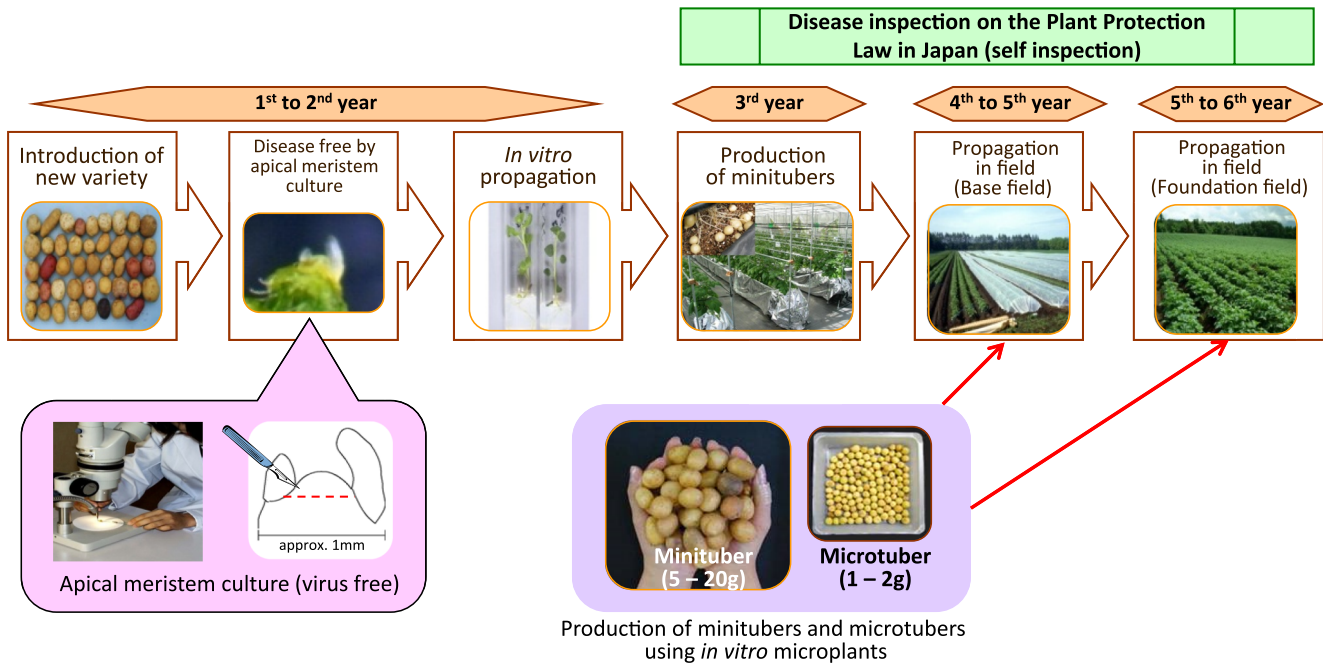 Disease inspection on the Plant Protection
Law in Japan (self inspection)
1st to 2nd year
3rd year
4th to 5th year
5th to 6th year
Introduction of
new variety
Disease free by
apical meristem
culture
In vitro
propagation
Production
of minitubers
Propagation
in field
(Base field)
Propagation
in field
(Foundation field)
approx. 1mm
Apical meristem culture (virus free)
Minituber
(5 – 20g)
Microtuber
(1 – 2g)
Production of minitubers and microtubers
using in vitro microplants